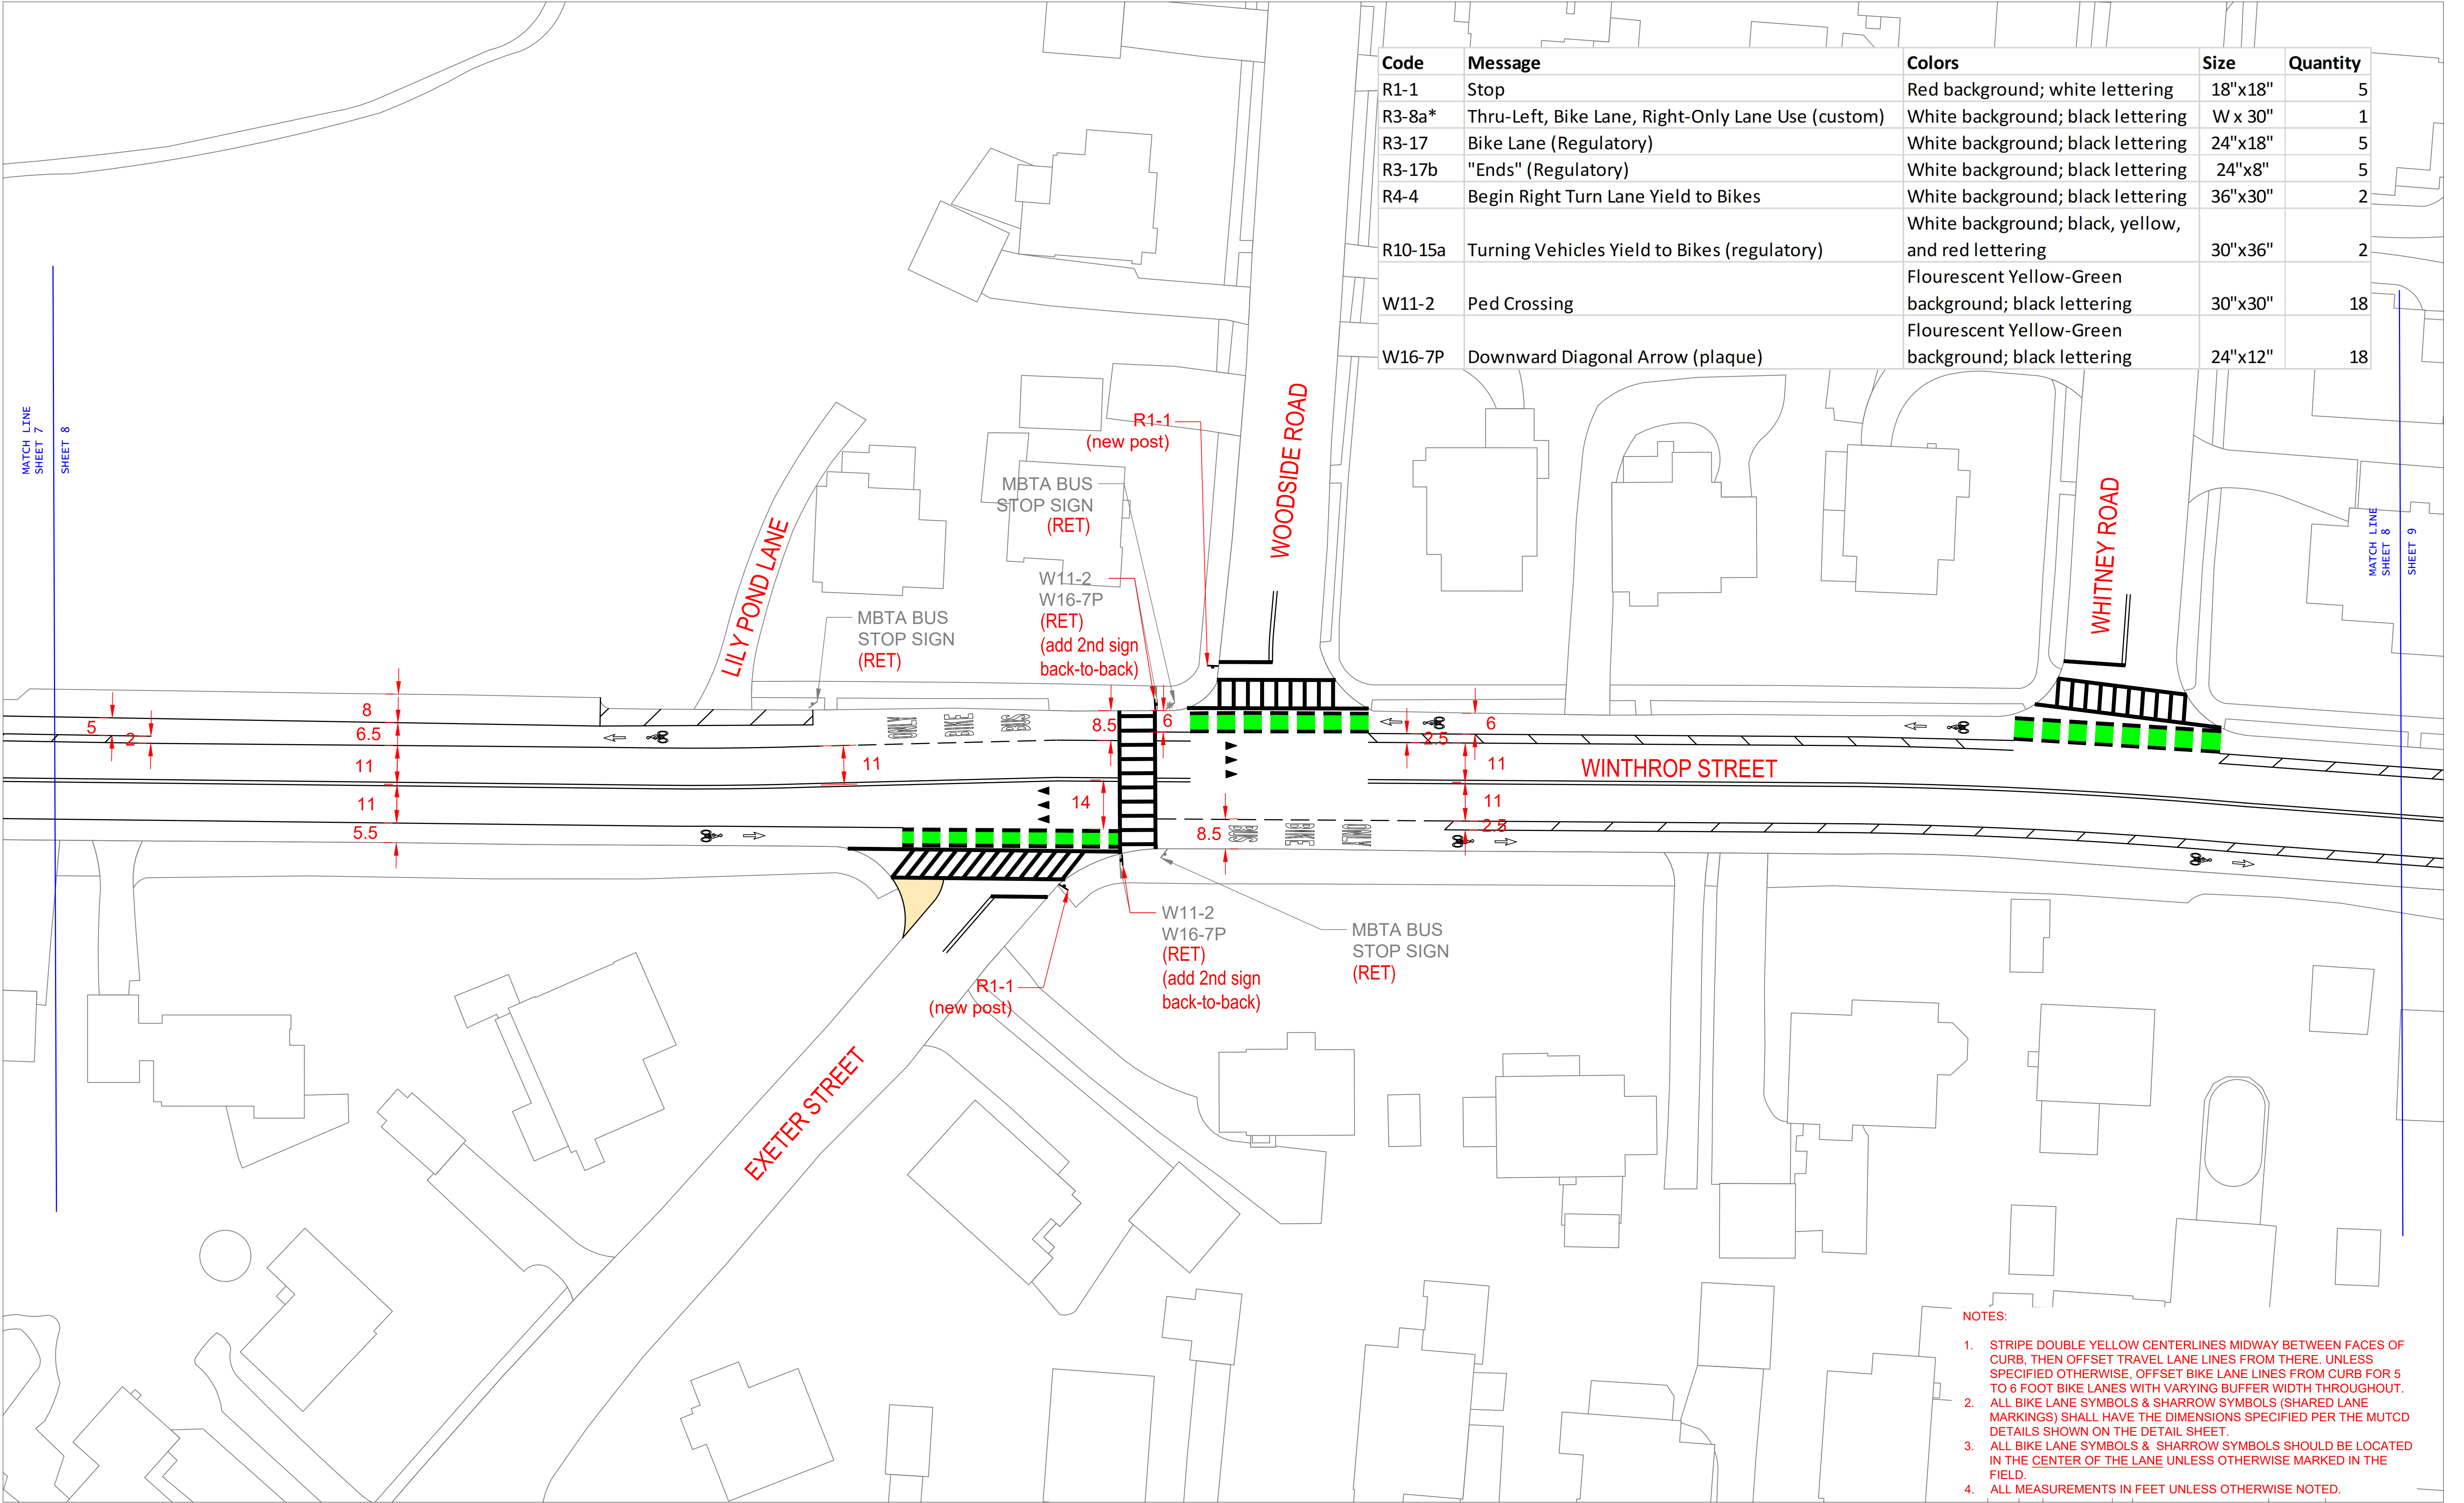 Code Message Colors Size Quantity
R1-1 Stop Red background; white lettering 18"x18" 5
R3-8a* Thru-Left, Bike Lane, Right-Only Lane Use (custom) White background; black lettering W x 30" 1
R3-17 Bike Lane (Regulatory) White background; black lettering 24"x18" 5
R3-17b "Ends" (Regulatory) White background; black lettering 24"x8" 5
R4-4 Begin Right Turn Lane Yield to Bikes White background; black lettering 36"x30" 2
White background; black, yellow,
R10-15a Turning Vehicles Yield to Bikes (regulatory) and red lettering 30"x36" 2
Flourescent Yellow-Green
W11-2 Ped Crossing background; black lettering 30"x30" 18
Flourescent Yellow-Green
W16-7P Downward Diagonal Arrow (plaque) background; black lettering 24"x12" 18
MATCH LINE
SHEET 7
SHEET 8
R1-1
(new post)
WOODSIDE ROAD
MBTA BUS
STOP SIGN
(RET)
WHITNEY ROAD
MATCH LINE
SHEET 8
SHEET 9
LILY POND LANE
W11-2
W16-7P
(RET)
(add 2nd sign
back-to-back)
MBTA BUS
STOP SIGN
(RET)
8
5
2
6.5
11
11
5.5
ONLY
BIKE
BUS
11
8.5
6
14
6
2.5
11
WINTHROP STREET
11
2.5
8.5
BUS
BIKE
ONLY
W11-2
W16-7P
(RET)
(add 2nd sign
back-to-back)
MBTA BUS
STOP SIGN
(RET)
R1-1
(new post)
EXETER STREET
NOTES:
1. STRIPE DOUBLE YELLOW CENTERLINES MIDWAY BETWEEN FACES OF
CURB, THEN OFFSET TRAVEL LANE LINES FROM THERE. UNLESS
SPECIFIED OTHERWISE, OFFSET BIKE LANE LINES FROM CURB FOR 5
TO 6 FOOT BIKE LANES WITH VARYING BUFFER WIDTH THROUGHOUT.
2. ALL BIKE LANE SYMBOLS & SHARROW SYMBOLS (SHARED LANE
MARKINGS) SHALL HAVE THE DIMENSIONS SPECIFIED PER THE MUTCD
DETAILS SHOWN ON THE DETAIL SHEET.
3. ALL BIKE LANE SYMBOLS & SHARROW SYMBOLS SHOULD BE LOCATED
IN THE CENTER OF THE LANE UNLESS OTHERWISE MARKED IN THE
FIELD.
4. ALL MEASUREMENTS IN FEET UNLESS OTHERWISE NOTED.